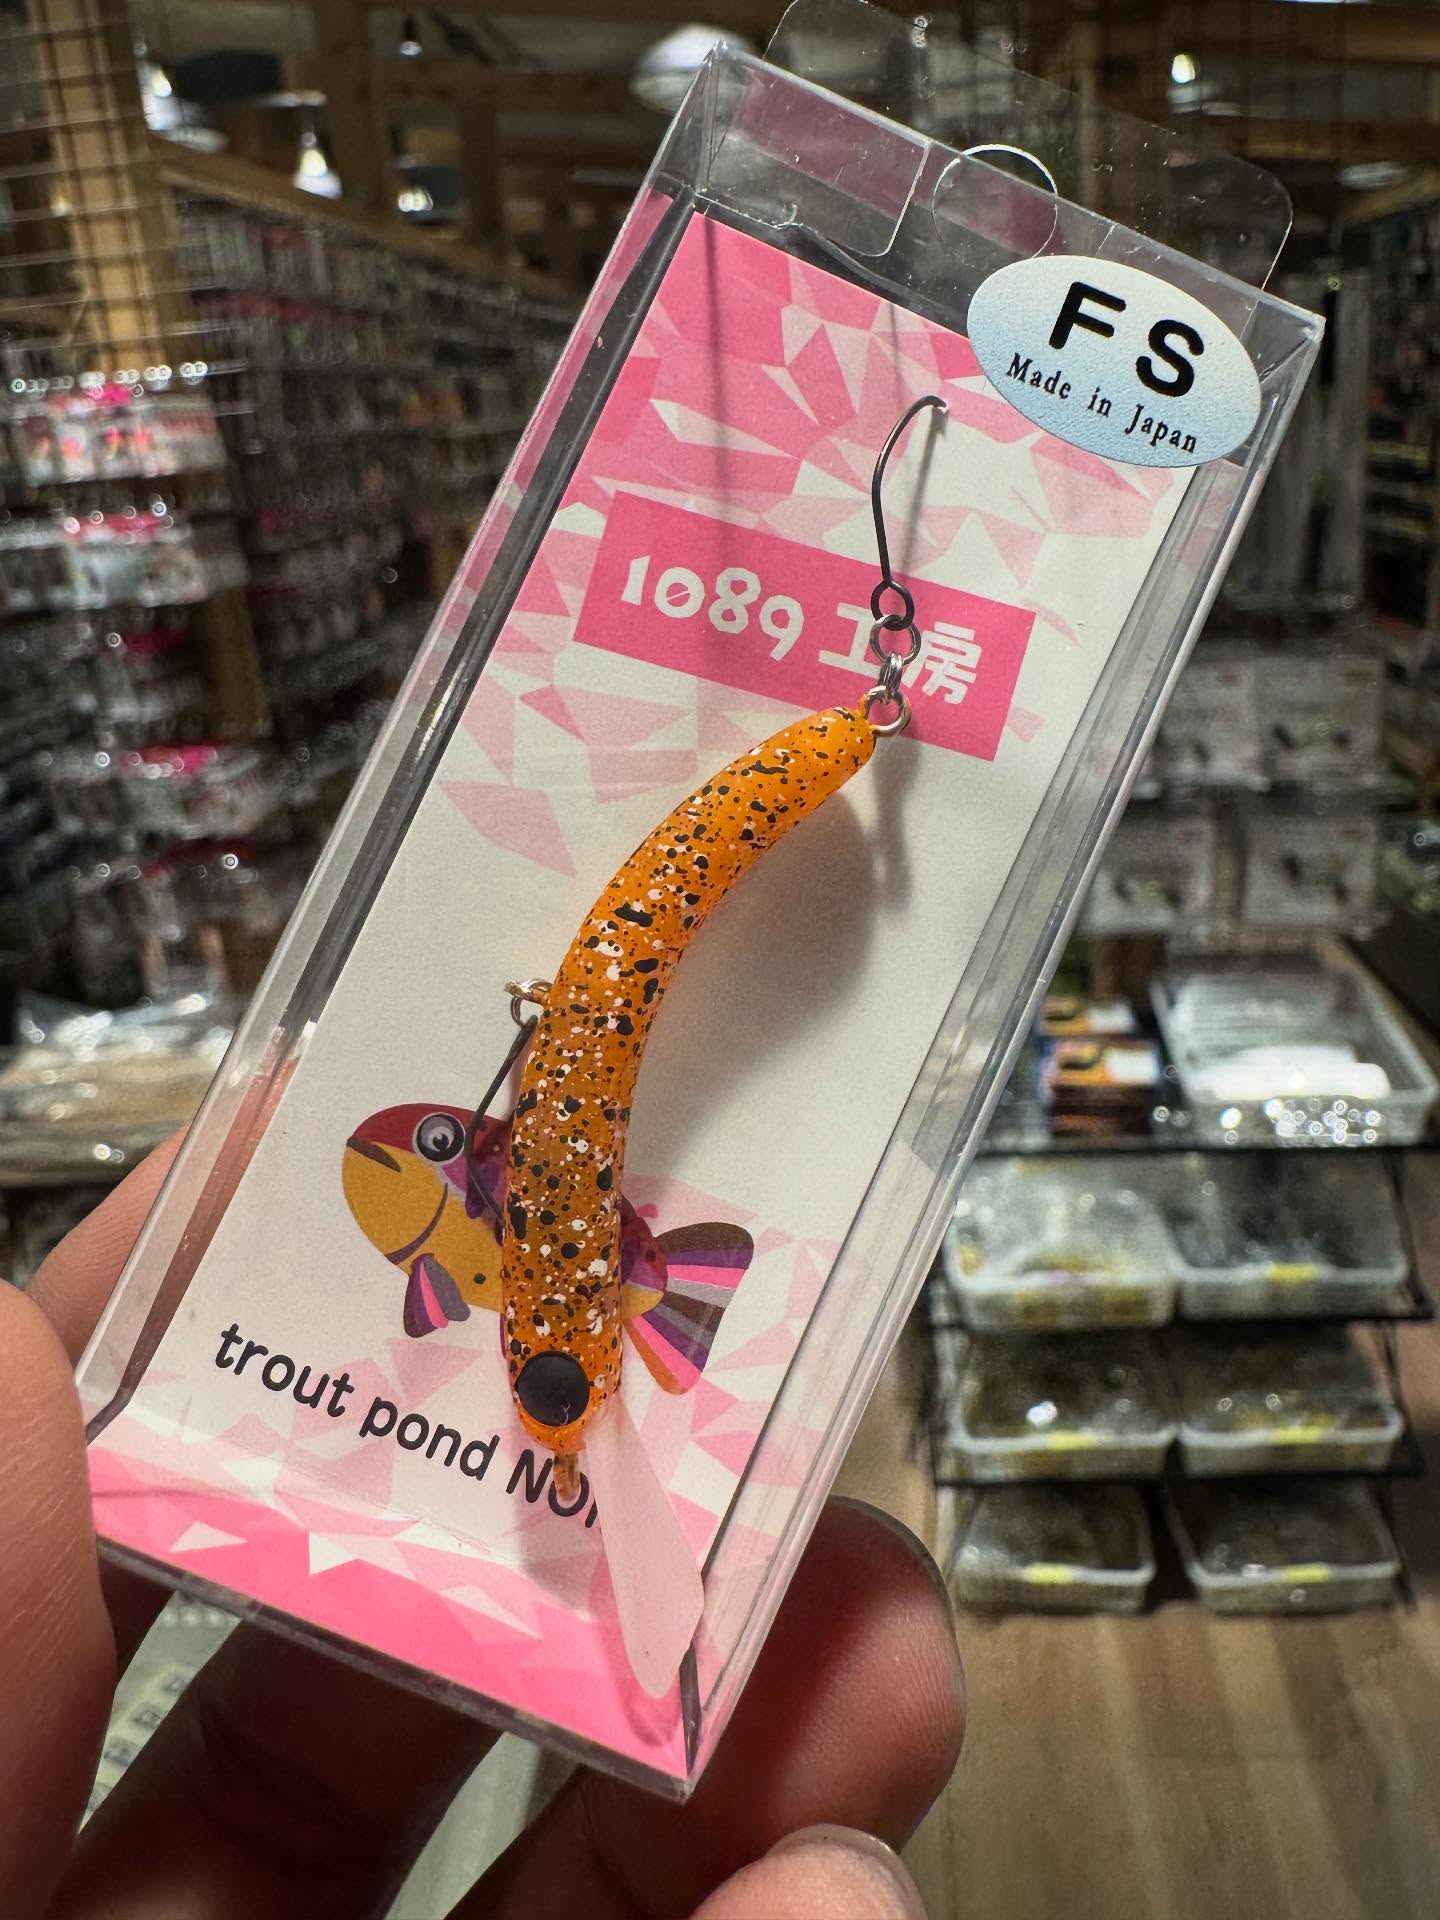 FS
Made in Japan
1089 工房
trout pond